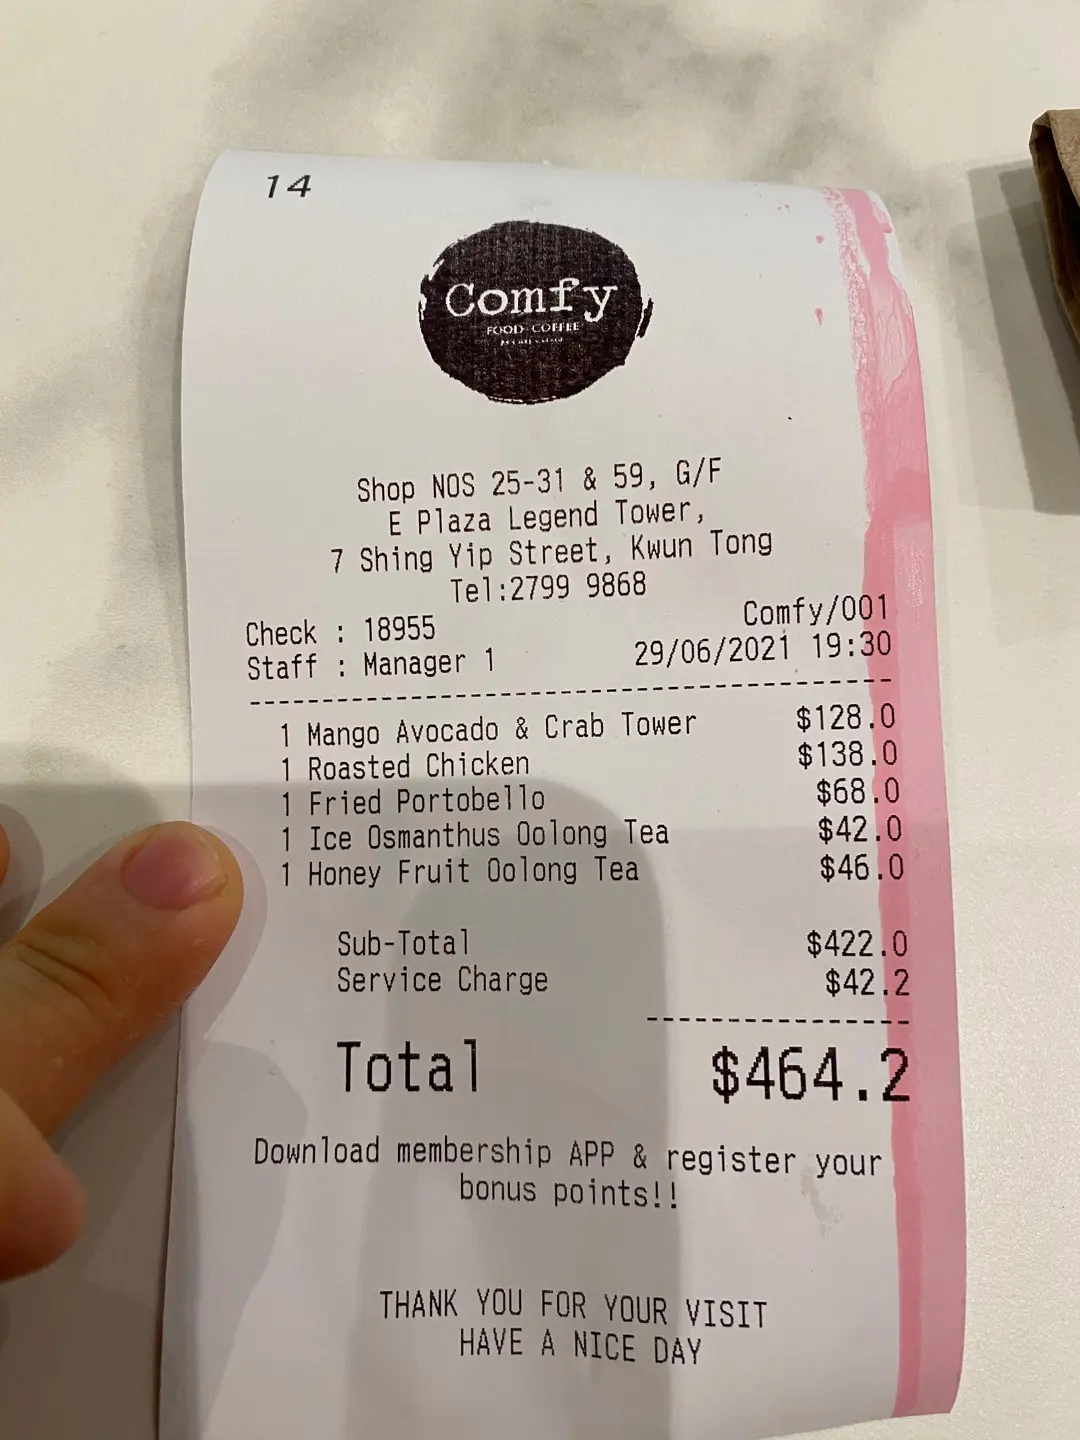 14
Comfy
FOOD COFFEE
Shop NOS 25-31 & 59, G/F
E Plaza Legend Tower,
7 Shing Yip Street, Kwun Tong
Tel:2799 9868
Comfy/001
Check : 18955
Staff : Manager 1 29/06/2021 19:30
1 Mango Avocado & Crab Tower $128.0
1 Roasted Chicken $138.0
1 Fried Portobello $68.0
1 Ice Osmanthus Oolong Tea $42.0
1 Honey Fruit Oolong Tea $46.0
Sub-Total $422.0
Service Charge $42.2
Total $464.2
Download membership APP & register your
bonus points!!
THANK YOU FOR YOUR VISIT
HAVE A NICE DAY